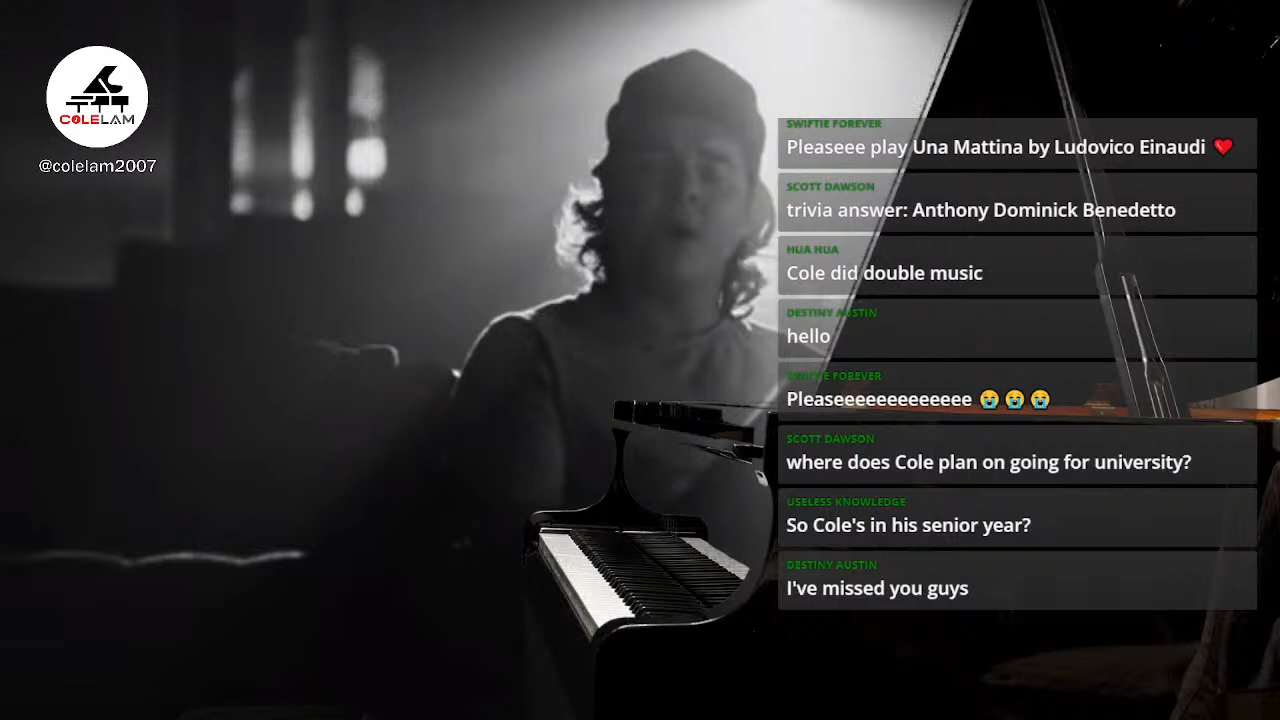 COLELAM
@colelam2007
SWIFTIE FOREVER
Pleaseee play Una Mattina by Ludovico Einaudi ❤️
SCOTT DAWSON
trivia answer: Anthony Dominick Benedetto
HUA HUA
Cole did double music
DESTINY AUSTIN
hello
SWIFTIE FOREVER
Pleaseeeeeeeeeeeee 😭😭😭
SCOTT DAWSON
where does Cole plan on going for university?
USELESS KNOWLEDGE
So Cole's in his senior year?
DESTINY AUSTIN
I've missed you guys